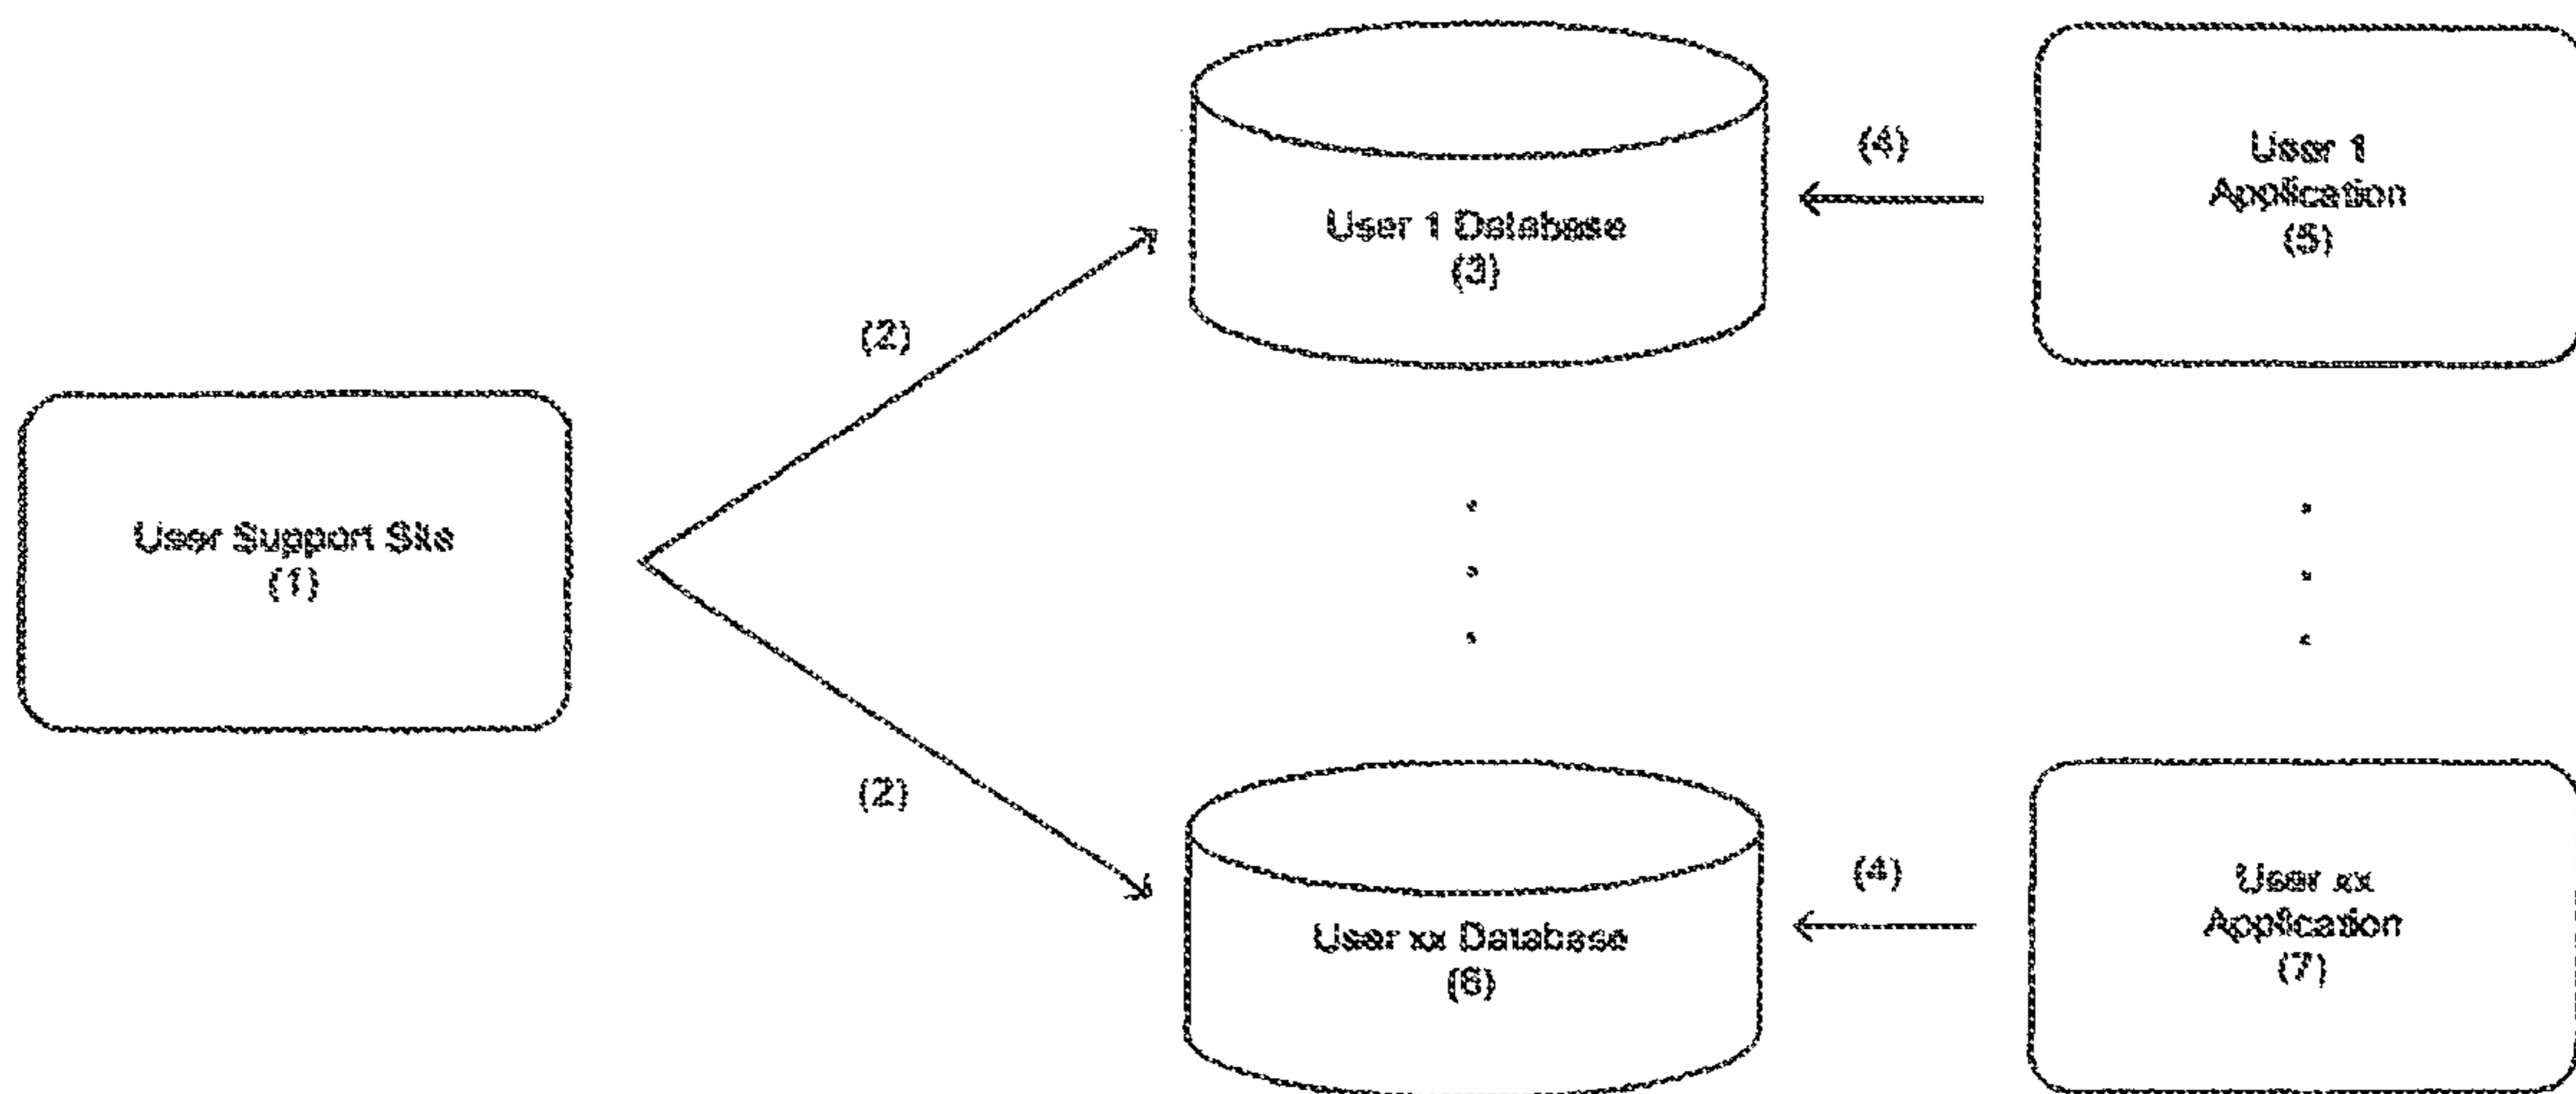 (4)
User 1
Application
(5)
User 1 Database
(3)
(2)
User Support Site
(1)
(2)
(4)
User xx
Application
(7)
User xx Database
(6)